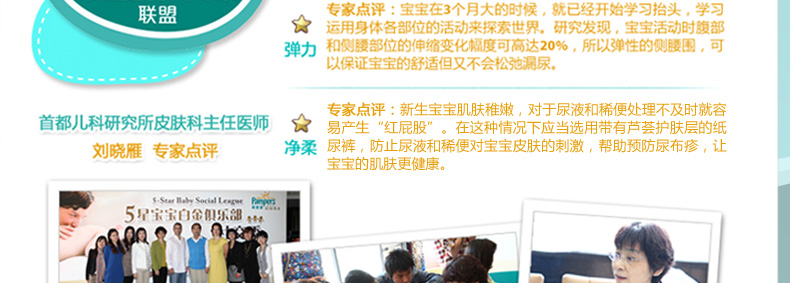 联盟
专家点评：宝宝在3个月大的时候，就已经开始学习抬头，学习
运用身体各部位的活动来探索世界。研究发现，宝宝活动时腹部
和侧腰部位的伸缩变化幅度可高达20%，所以弹性的侧腰围，可
以保证宝宝的舒适但又不会松弛漏尿。
弹力
首都儿科研究所皮肤科主任医师
刘晓雁 专家点评
专家点评：新生宝宝肌肤稚嫩，对于尿液和稀便处理不及时就容
易产生“红屁股”。在这种情况下应当选用带有芦荟护肤层的纸
尿裤，防止尿液和稀便对宝宝皮肤的刺激，帮助预防尿布疹，让
宝宝的肌肤更健康。
净柔
5-Star Baby Social League
Pampers
5星宝宝白金俱乐部